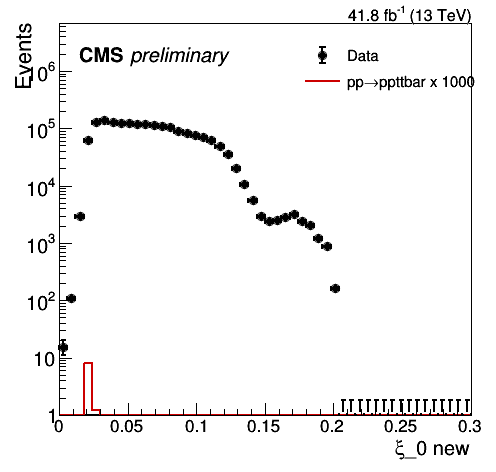 41.8 fb⁻¹ (13 TeV)
Events
CMS preliminary
Data
pp→ppttbar x 1000
10⁶
10⁵
10⁴
10³
10²
10
1
0 0.05 0.1 0.15 0.2 0.25 0.3
ξ_0 new